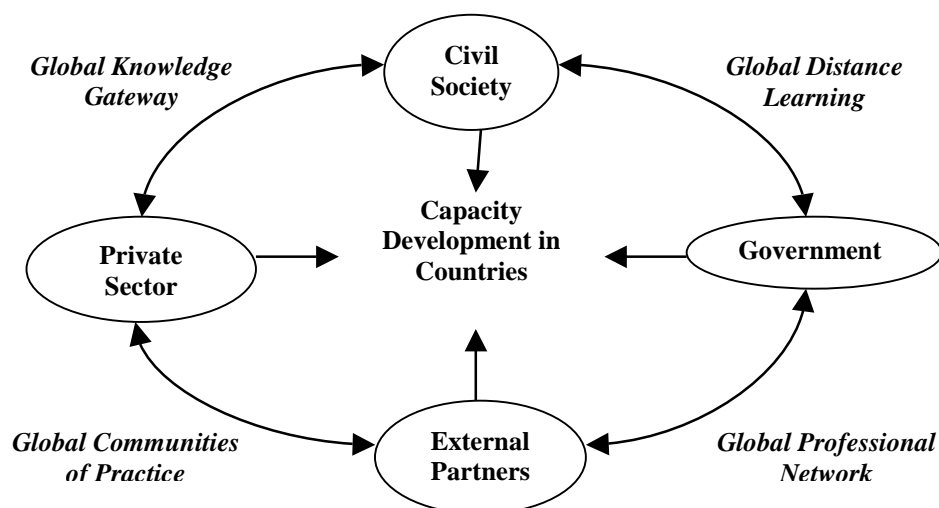 Civil
Society
Global Knowledge
Gateway
Global Distance
Learning
Capacity
Development in
Countries
Private
Sector
Government
External
Partners
Global Communities
of Practice
Global Professional
Network